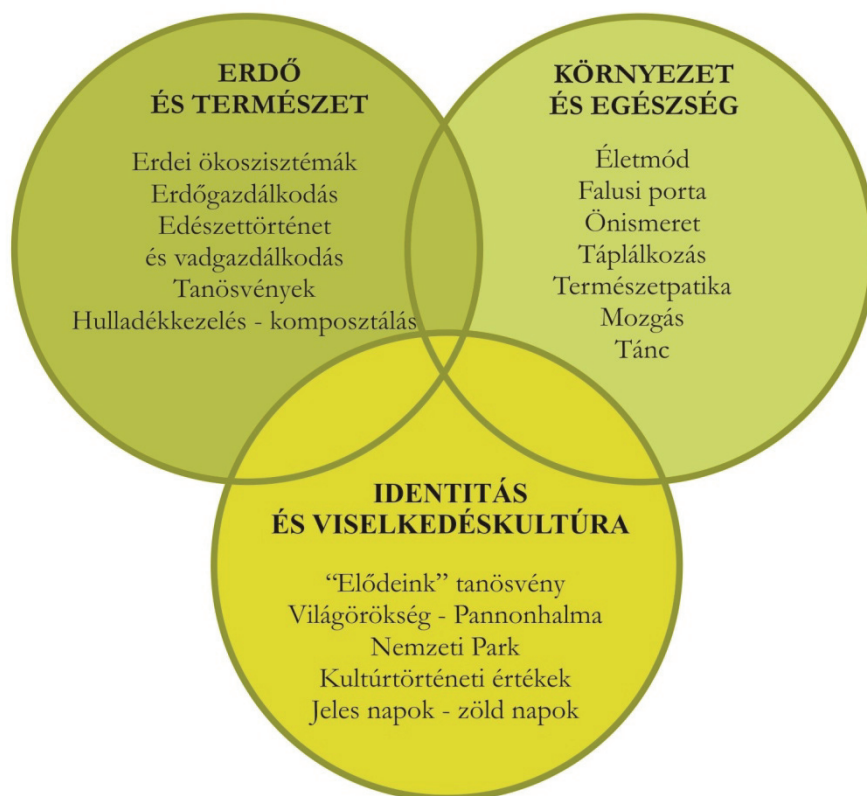 ERDŐ
ÉS TERMÉSZET
Erdei ökoszisztémák
Erdőgazdálkodás
Edészettörténet
és vadgazdálkodás
Tanösvények
Hulladékkezelés - komposztálás
KÖRNYEZET
ÉS EGÉSZSÉG
Életmód
Falusi porta
Önismeret
Táplálkozás
Természetpatika
Mozgás
Tánc
IDENTITÁS
ÉS VISELKEDÉSKULTÚRA
“Elődeink” tanösvény
Világörökség - Pannonhalma
Nemzeti Park
Kultúrtörténeti értékek
Jeles napok - zöld napok